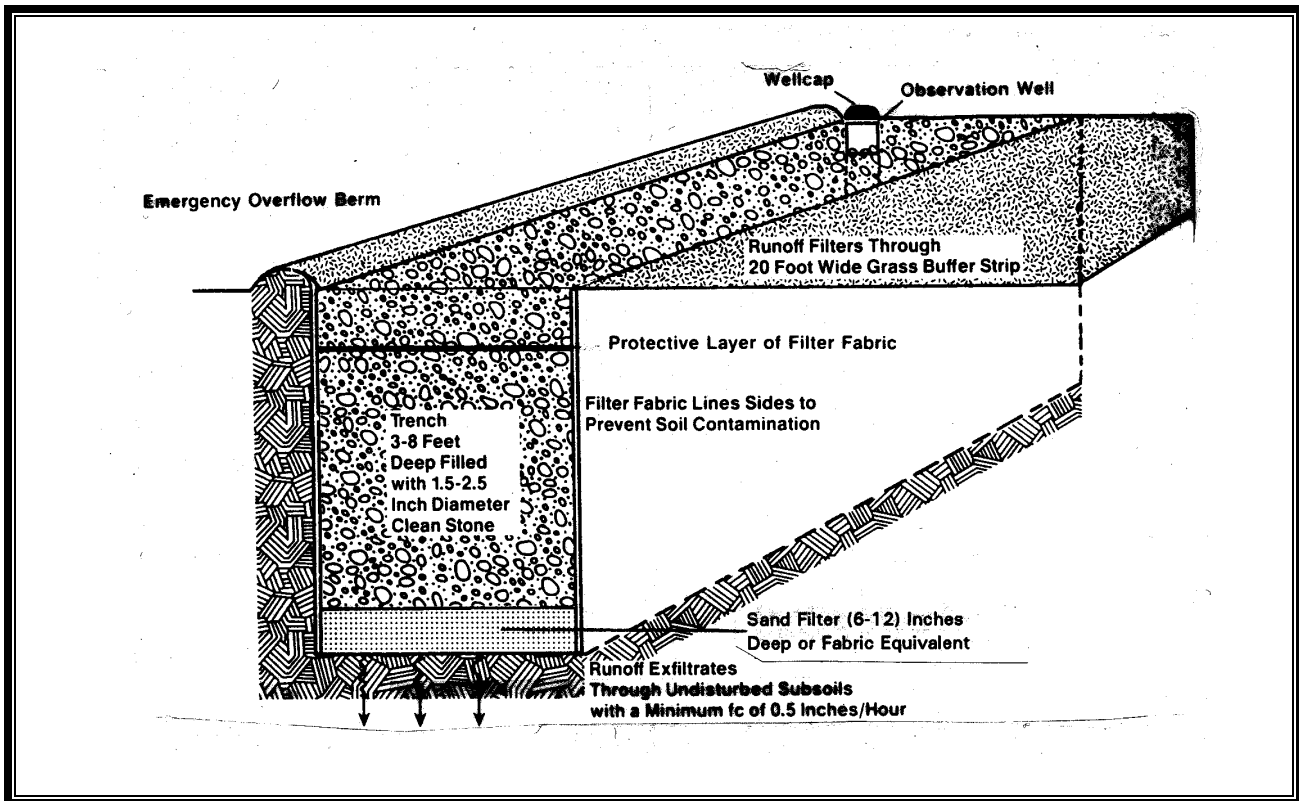 Wellcap
Observation Well
Emergency Overflow Berm
Runoff Filters Through
20 Foot Wide Grass Buffer Strip
Protective Layer of Filter Fabric
Filter Fabric Lines Sides to
Prevent Soil Contamination
Trench
3-8 Feet
Deep Filled
with 1.5-2.5
Inch Diameter
Clean Stone
Sand Filter (6-12) Inches
Deep or Fabric Equivalent
Runoff Exfiltrates
Through Undisturbed Subsoils
with a Minimum fc of 0.5 Inches/Hour